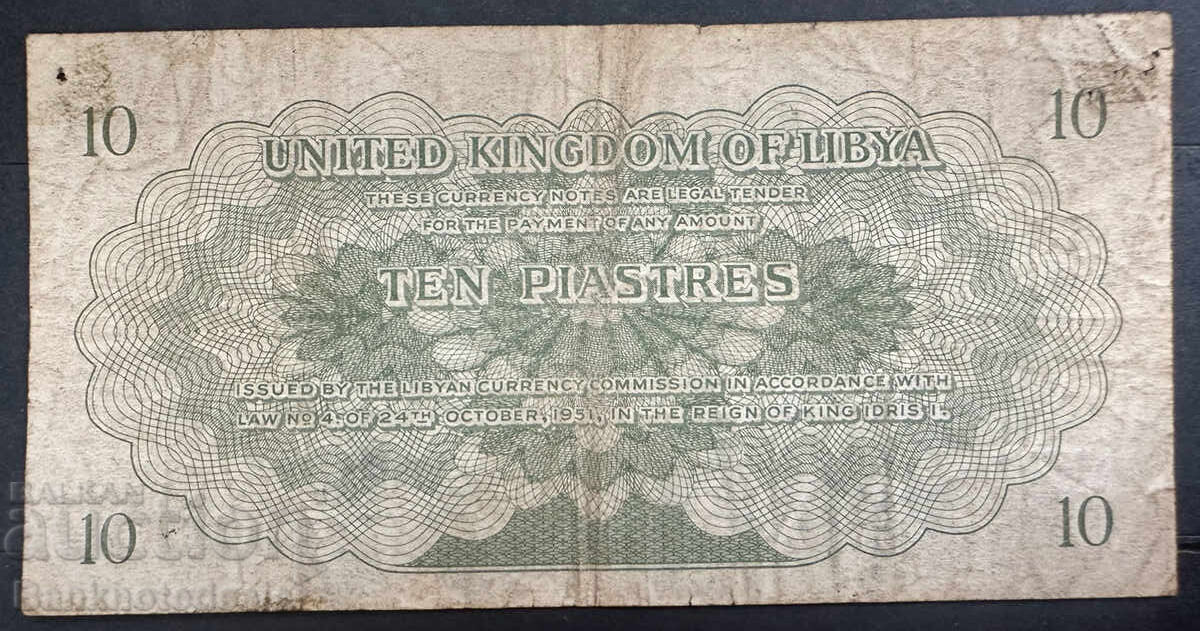 10 10
UNITED KINGDOM OF LIBYA
THESE CURRENCY NOTES ARE LEGAL TENDER
FOR THE PAYMENT OF ANY AMOUNT
TEN PIASTRES
ISSUED BY THE LIBYAN CURRENCY COMMISSION IN ACCORDANCE WITH
LAW Nº 4. OF 24TH OCTOBER, 1951, IN THE REIGN OF KING IDRIS I.
BALKAN
auction
10 10